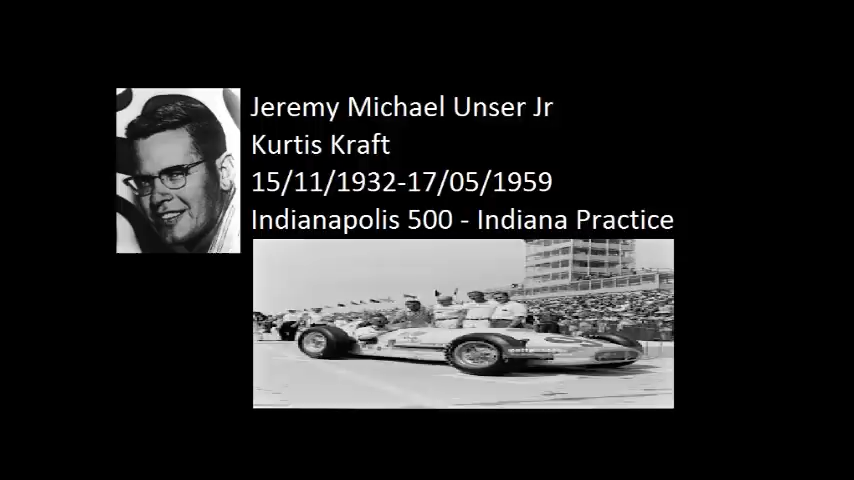 Jeremy Michael Unser Jr
Kurtis Kraft
15/11/1932-17/05/1959
Indianapolis 500 - Indiana Practice